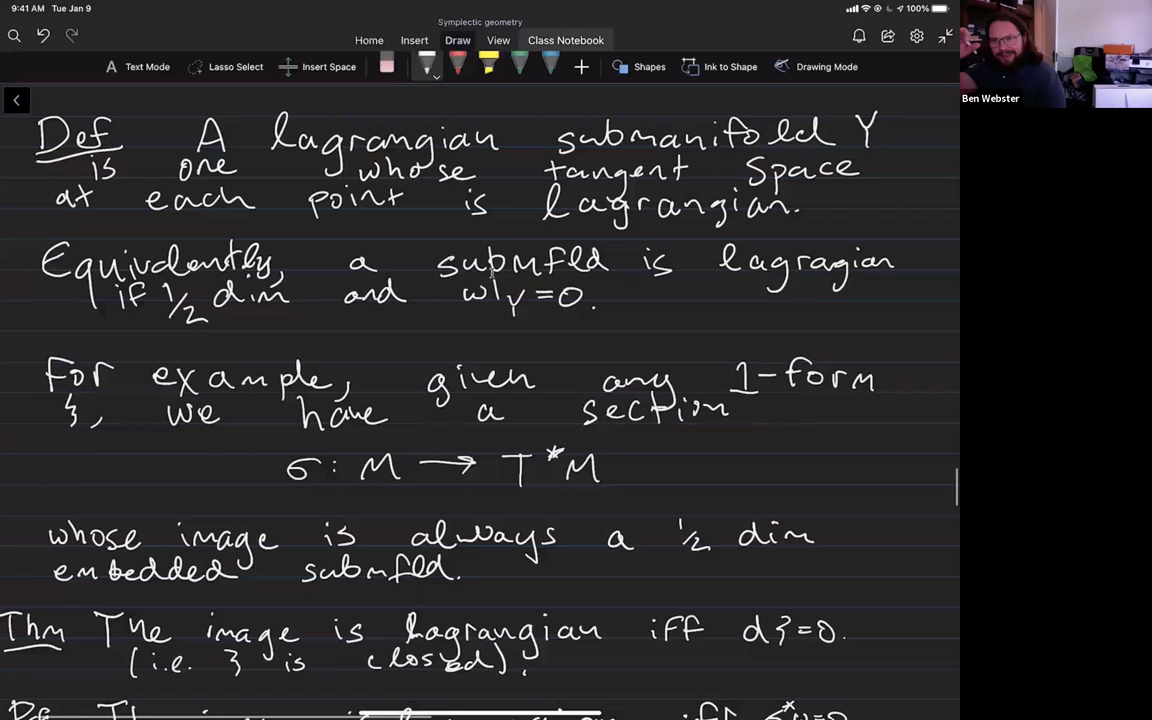 9:41 AM Tue Jan 9
100%
Symplectic geometry
Home Insert Draw View Class Notebook
Text Mode Lasso Select Insert Space Shapes Ink to Shape Drawing Mode
Ben Webster
Def A lagrangian submanifold Y
is one whose tangent space
at each point is lagrangian.
Equivalently, a submfld is lagragian
if 1/2 dim and ω|Y = 0.
For example, given any 1-form
ξ, we have a section
σ: M → T*M
whose image is always a 1/2 dim
embedded submfld.
Thm The image is lagrangian iff dξ=0.
(i.e. ξ is closed).